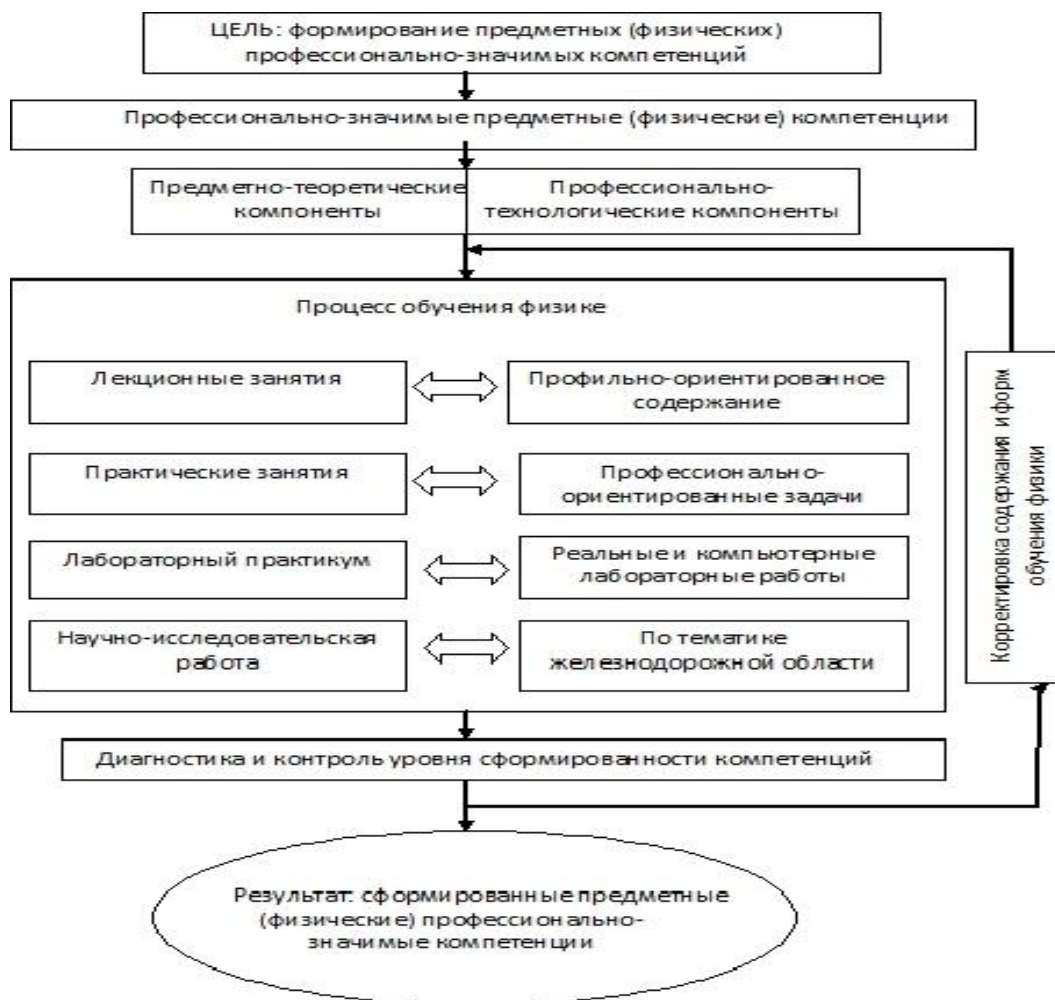 ЦЕЛЬ: формирование предметных (физических)
профессионально-значимых компетенций
Профессионально-значимые предметные (физические) компетенции
Предметно-теоретические
компоненты
Профессионально-
технологические компоненты
Процесс обучения физике
Лекционные занятия
Профильно-ориентированное
содержание
Практические занятия
Профессионально-
ориентированные задачи
Лабораторный практикум
Реальные и компьютерные
лабораторные работы
Научно-исследовательская
работа
По тематике
железнодорожной области
Корректировка содержания и форм
обучения физики
Диагностика и контроль уровня сформированности компетенций
Результат: сформированные предметные
(физические) профессионально-
значимые компетенции